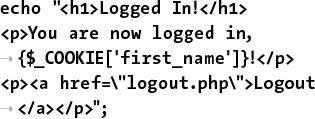 echo "<h1>Logged In!</h1>
<p>You are now logged in,
→ {$_COOKIE['first_name']}!</p>
<p><a href=\"logout.php\">Logout
→ </a></p>";